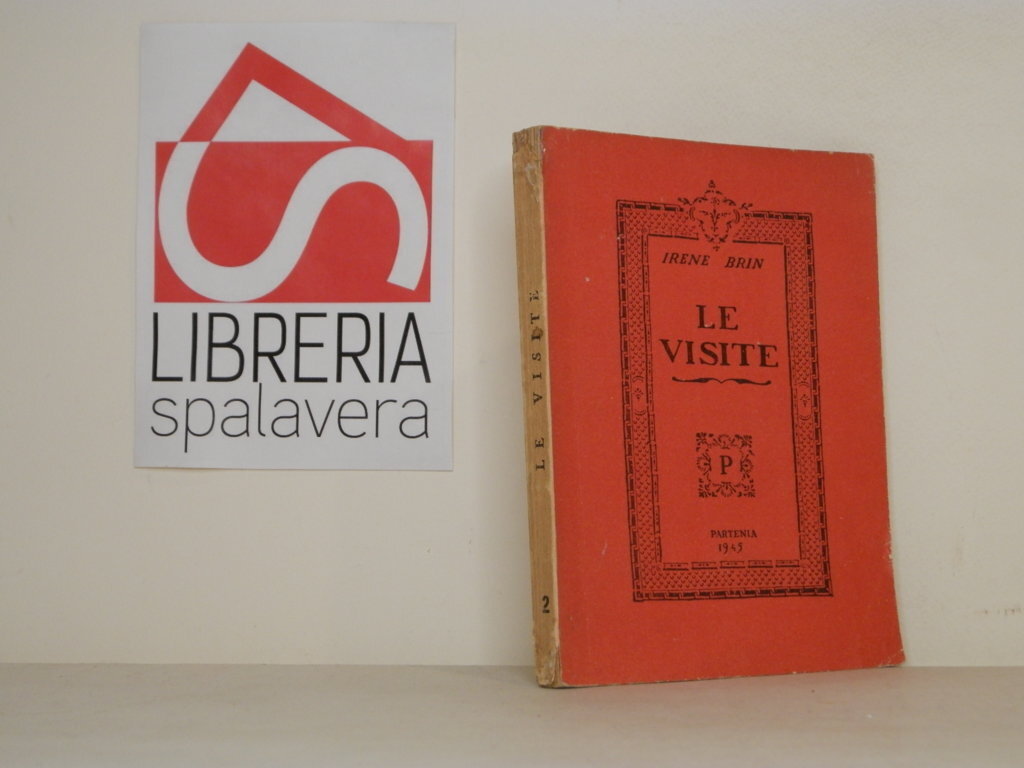 LIBRERIA
spalavera
LE VISITE
2
IRENE BRIN
LE
VISITE
P
PARTENIA
1945